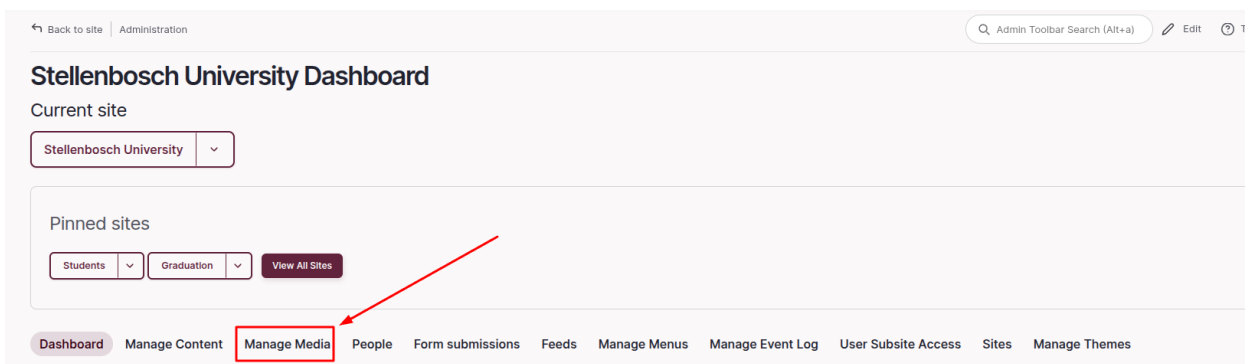 Back to site Administration Admin Toolbar Search (Alt+a) Edit
Stellenbosch University Dashboard
Current site
Stellenbosch University
Pinned sites
Students Graduation View All Sites
Dashboard Manage Content Manage Media People Form submissions Feeds Manage Menus Manage Event Log User Subsite Access Sites Manage Themes